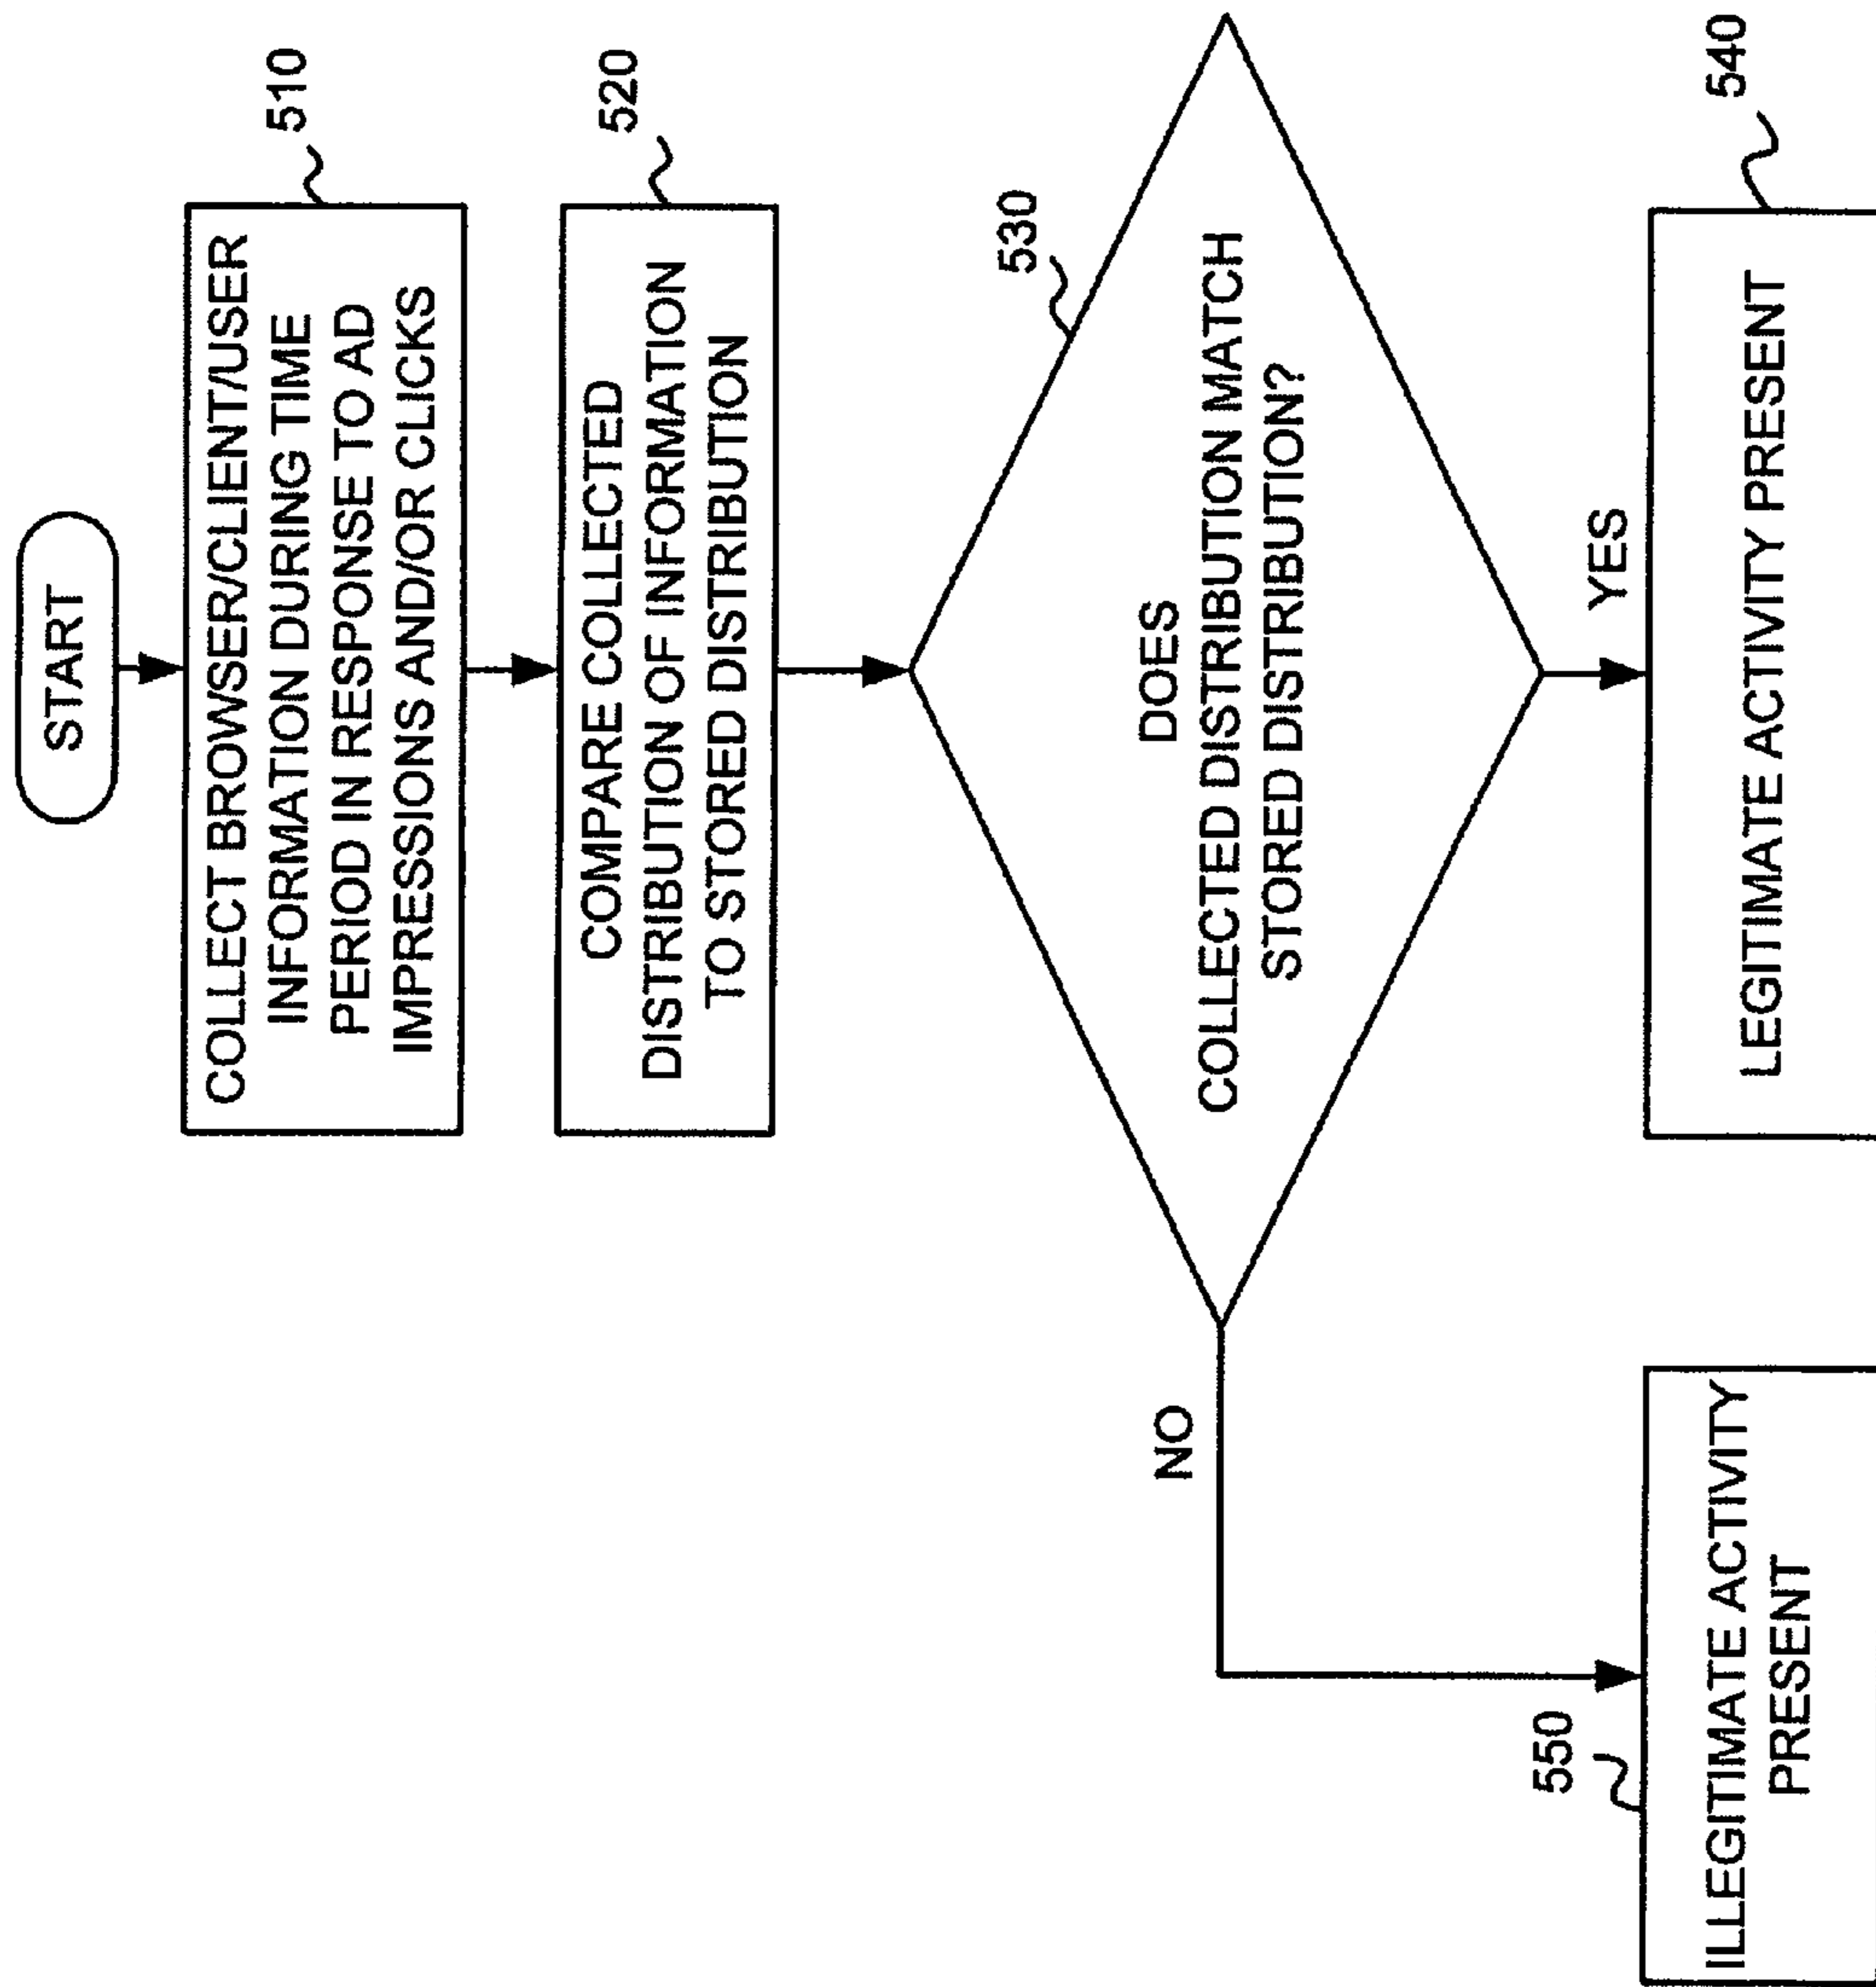 START
510
COLLECT BROWSER/CLIENT/USER
INFORMATION DURING TIME
PERIOD IN RESPONSE TO AD
IMPRESSIONS AND/OR CLICKS
520
COMPARE COLLECTED
DISTRIBUTION OF INFORMATION
TO STORED DISTRIBUTION
530
DOES
COLLECTED DISTRIBUTION MATCH
STORED DISTRIBUTION?
NO
YES
550
ILLEGITIMATE ACTIVITY
PRESENT
540
LEGITIMATE ACTIVITY PRESENT